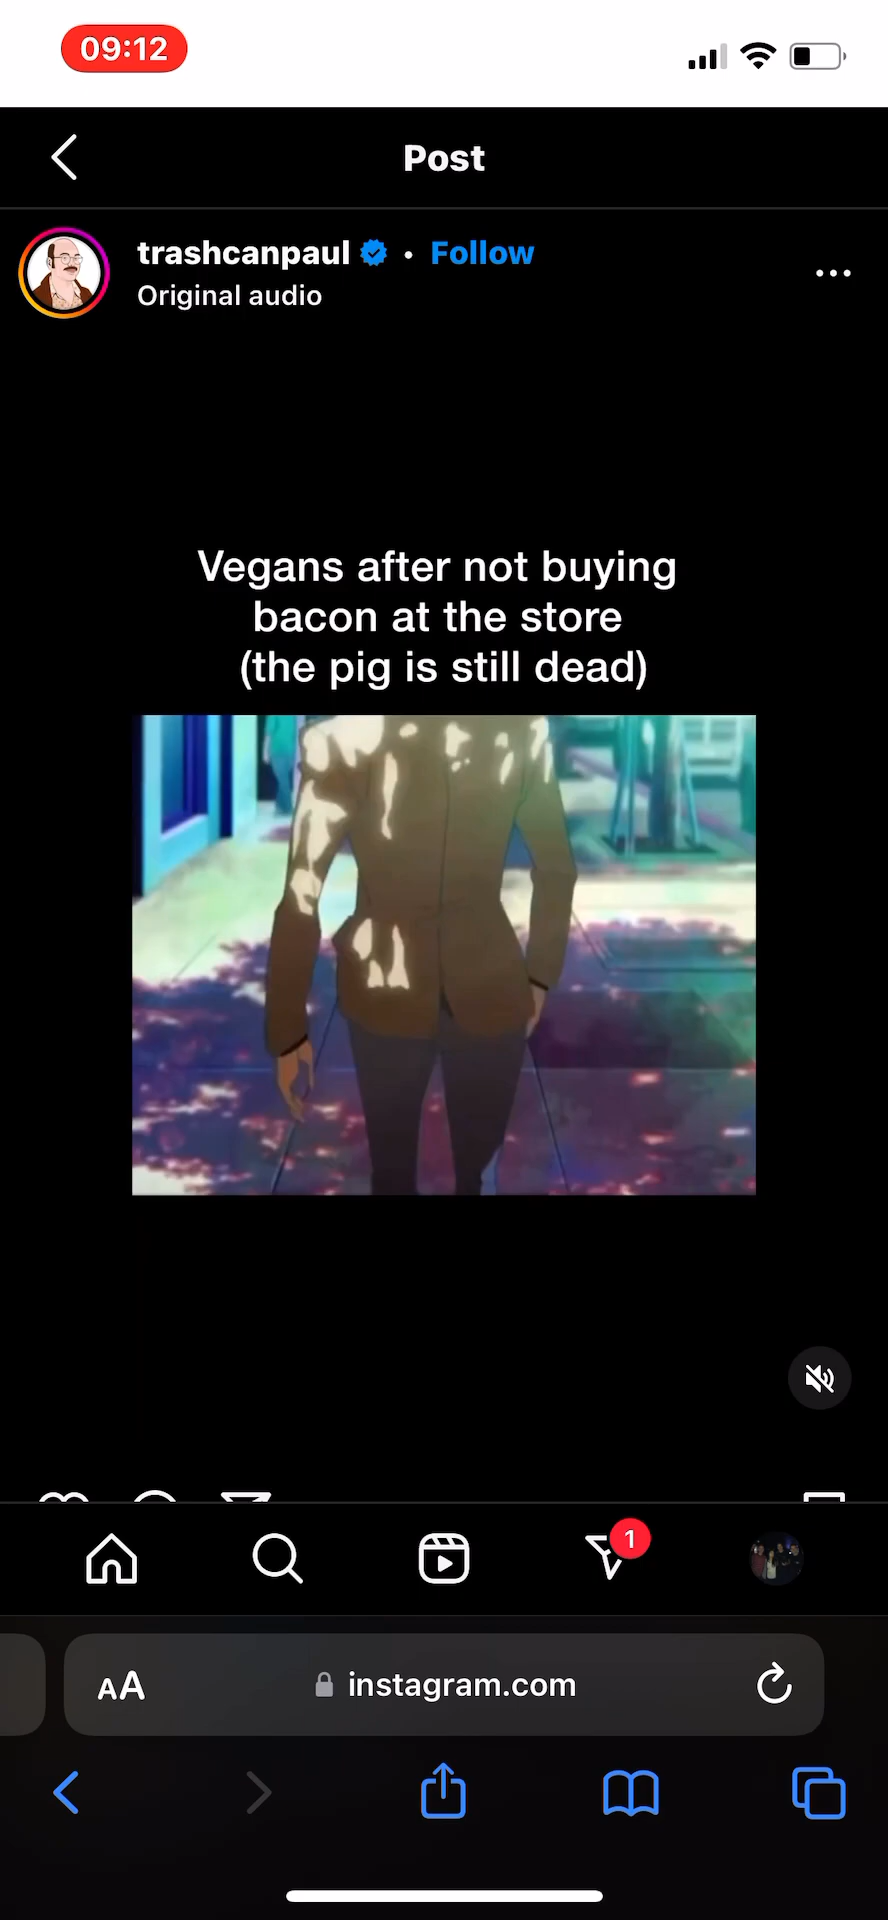 09:12
Post
trashcanpaul • Follow
Original audio
Vegans after not buying
bacon at the store
(the pig is still dead)
1
AA instagram.com